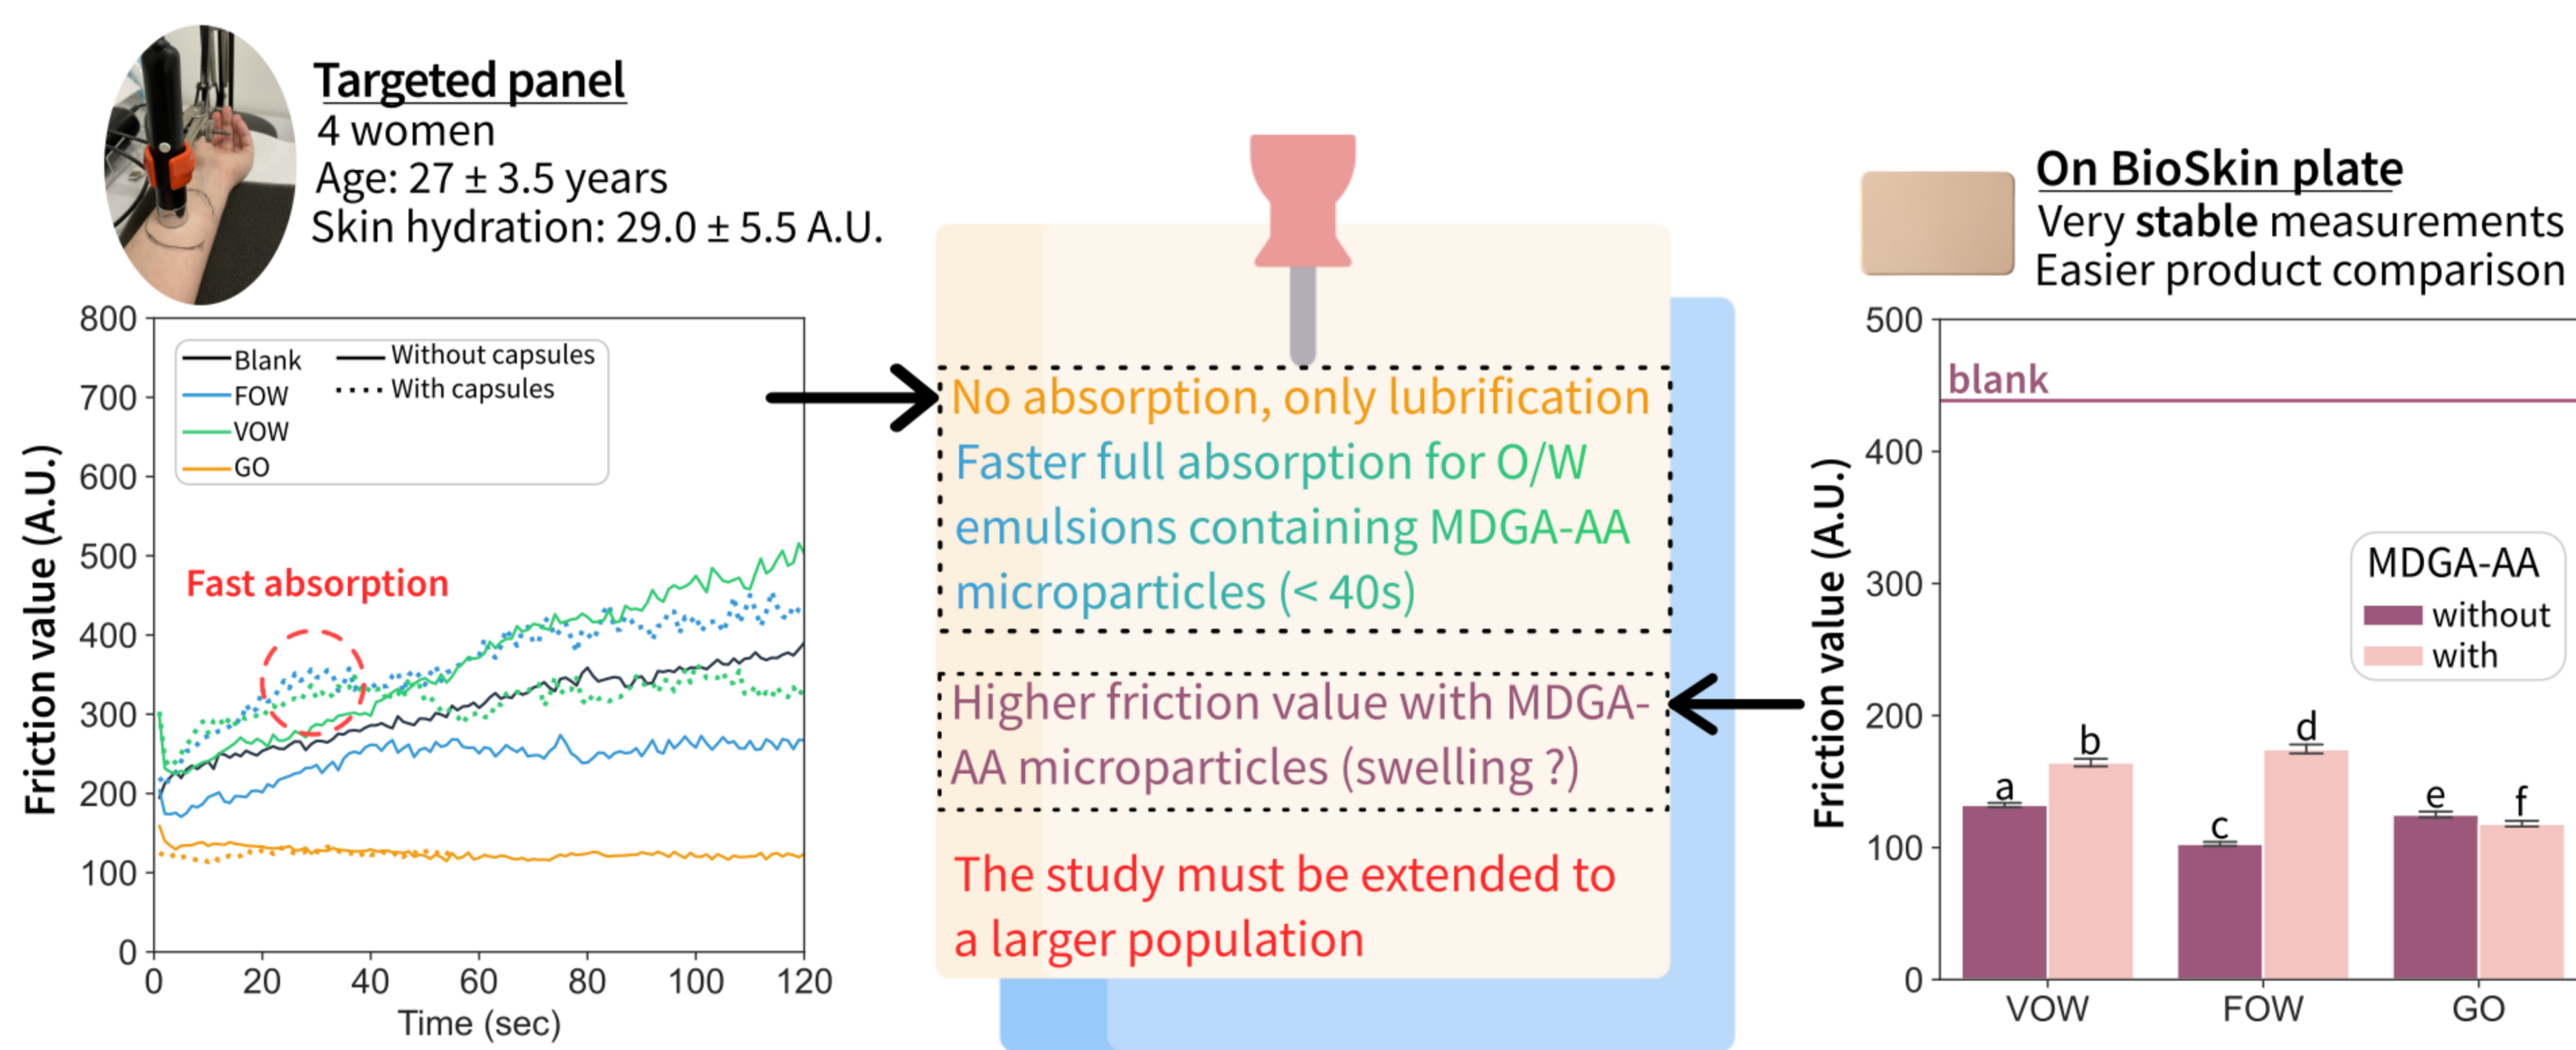 Targeted panel
4 women
Age: 27 ± 3.5 years
Skin hydration: 29.0 ± 5.5 A.U.
Friction value (A.U.)
800
700
600
500
400
300
200
100
0
Blank
FOW
VOW
GO
Without capsules
With capsules
Fast absorption
0 20 40 60 80 100 120
Time (sec)
No absorption, only lubrification
Faster full absorption for O/W
emulsions containing MDGA-AA
microparticles (< 40s)
Higher friction value with MDGA-
AA microparticles (swelling ?)
The study must be extended to
a larger population
On BioSkin plate
Very stable measurements
Easier product comparison
Friction value (A.U.)
500
400
300
200
100
0
blank
MDGA-AA
without
with
a b c d e f
VOW FOW GO